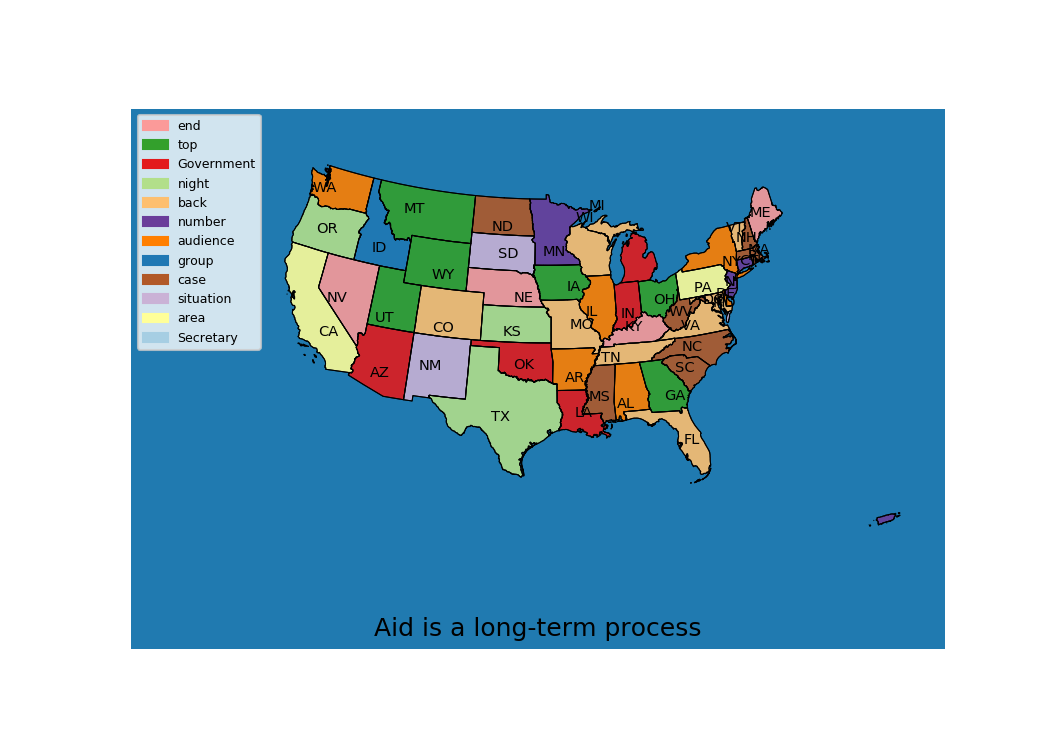 end
top
Government
night
back
number
audience
group
case
situation
area
Secretary
WA
MT
ND
MN
WI
MI
ME
OR
ID
SD
WY
IA
NH
MA
NY
PA
NV
NE
IL
IN
OH
UT
CO
KS
MO
KY
WV
VA
CA
AZ
NM
OK
AR
TN
NC
SC
TX
LA
MS
AL
GA
FL
Aid is a long-term process